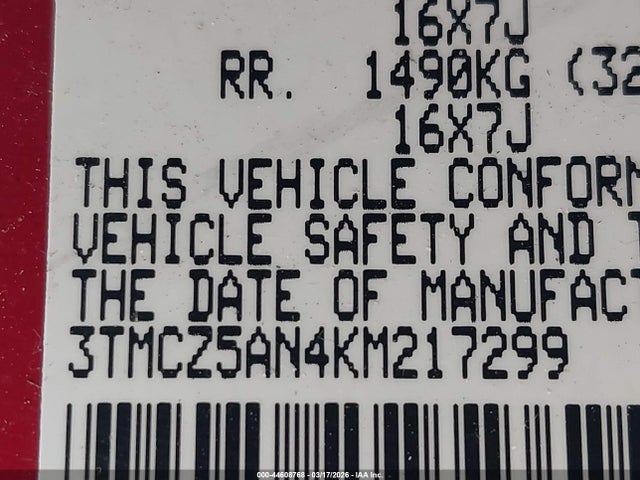 16X7J
RR. 1490KG (32
16X7J
THIS VEHICLE CONFORM
VEHICLE SAFETY AND T
THE DATE OF MANUFACT
3TMCZ5AN4KM217299
000-44608768 - 03/17/2026 - IAA Inc.